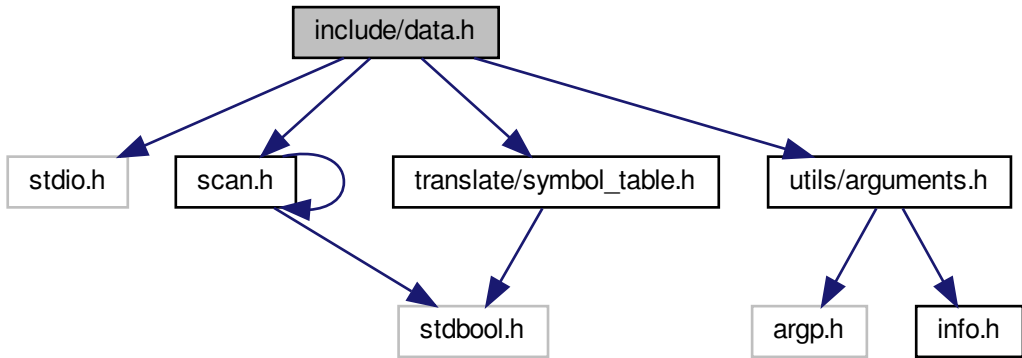 include/data.h
stdio.h
scan.h
translate/symbol_table.h
utils/arguments.h
stdbool.h
argp.h
info.h